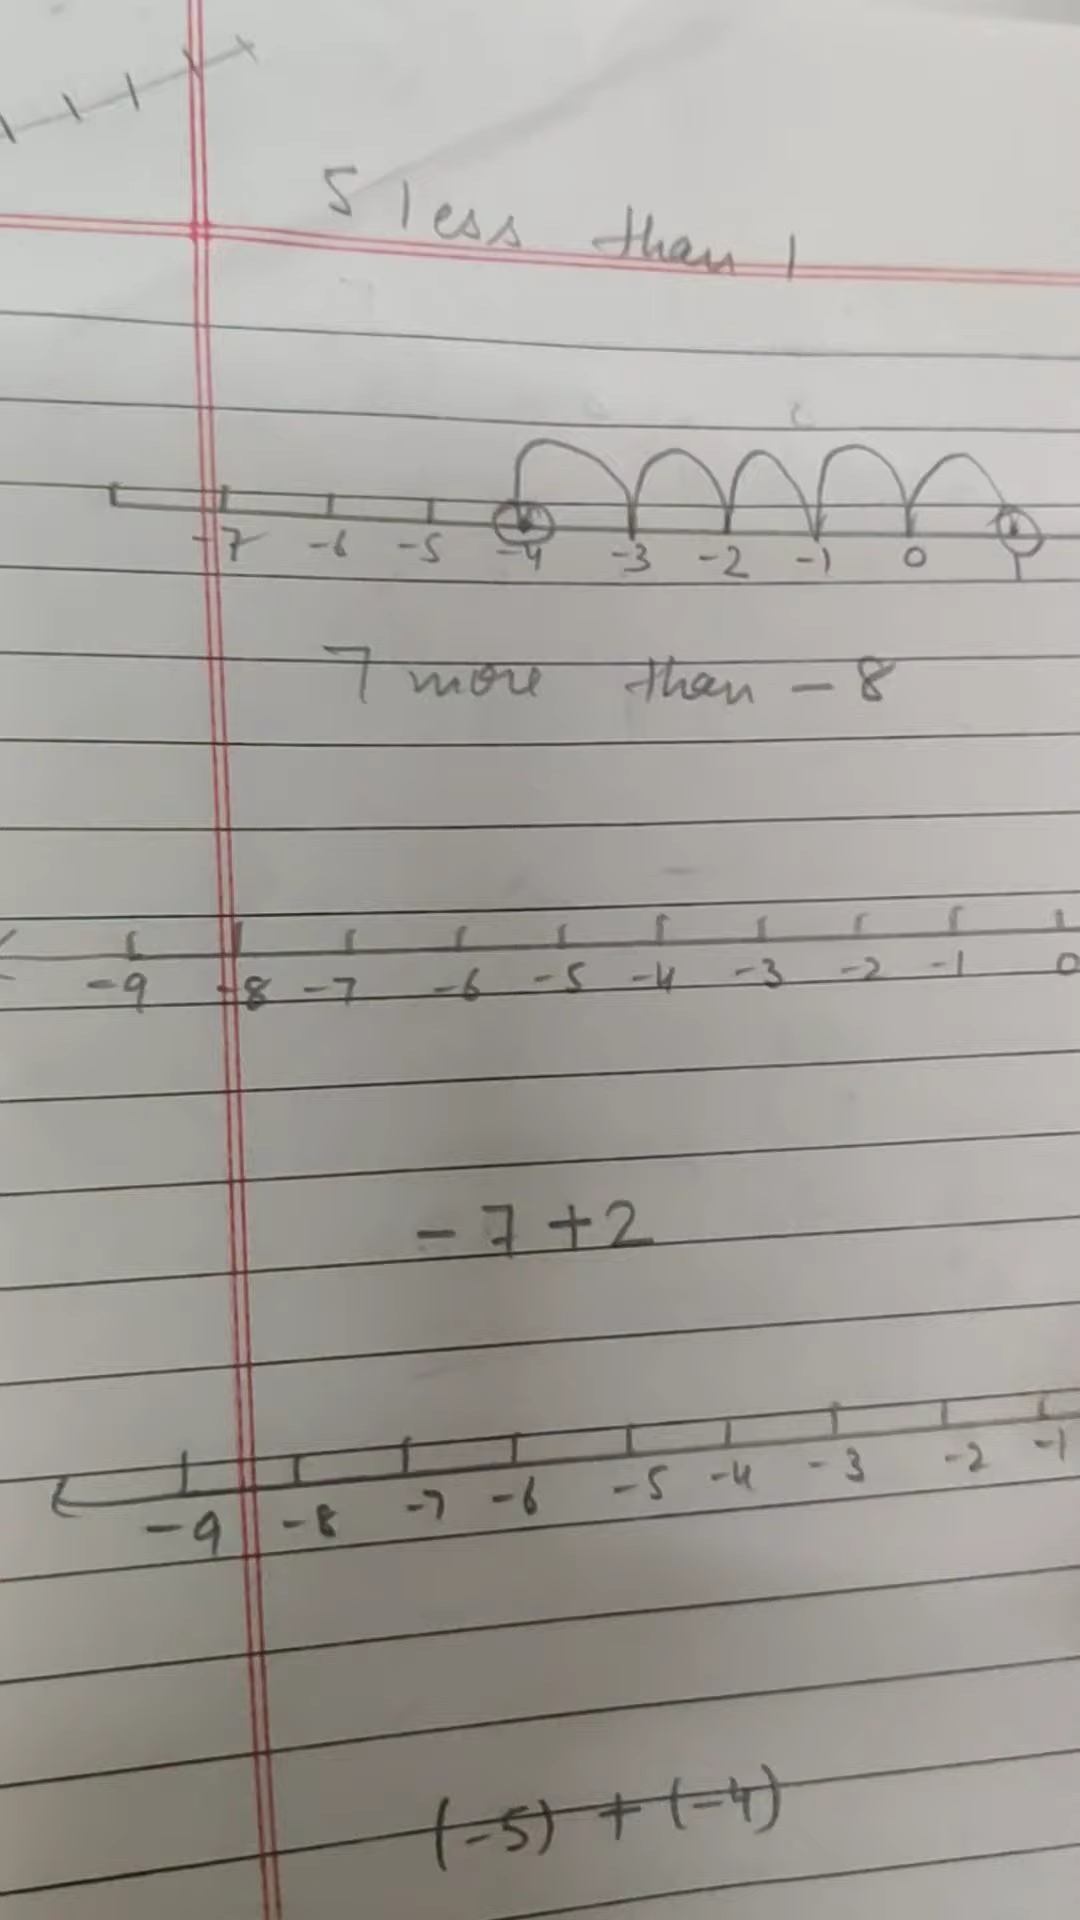 5 less than 1
-7 -6 -5 -4 -3 -2 -1 0 1
7 more than -8
-9 -8 -7 -6 -5 -4 -3 -2 -1 0
-7 +2
-9 -8 -7 -6 -5 -4 -3 -2 -1
(-5) + (-4)